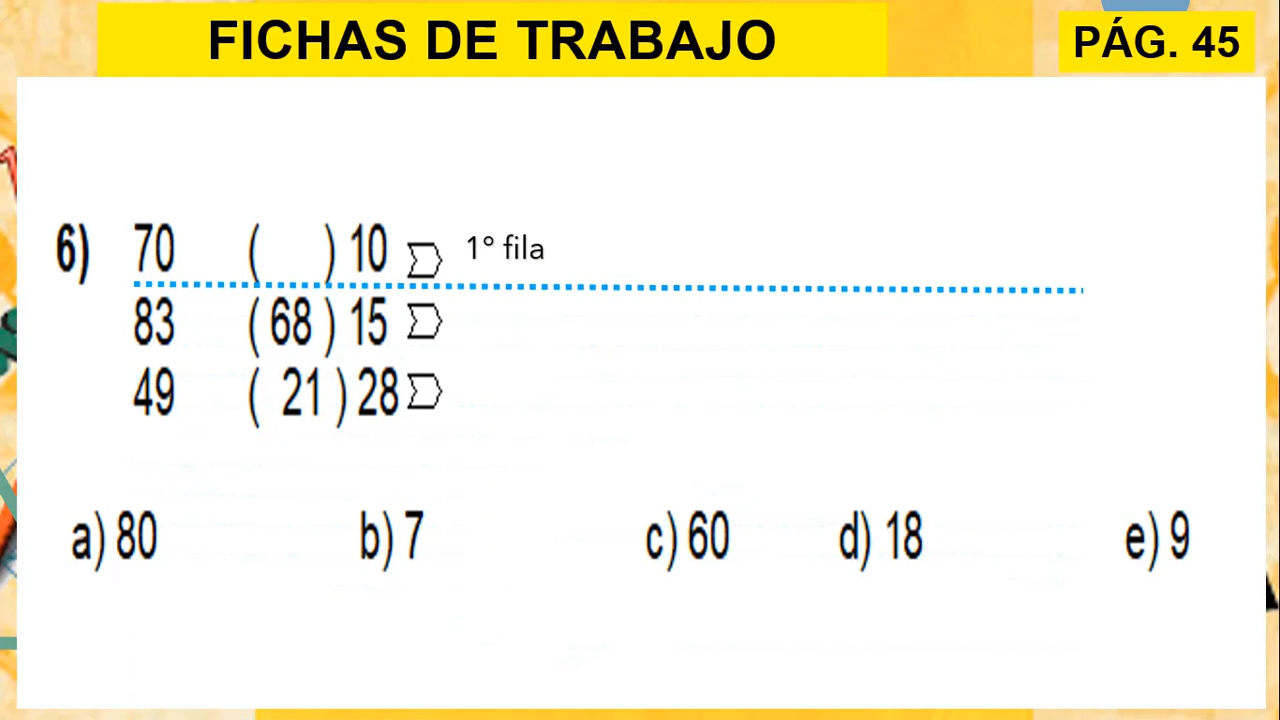 FICHAS DE TRABAJO
PÁG. 45
6) 70 ( ) 10 1° fila
83 ( 68 ) 15
49 ( 21 ) 28
a) 80 b) 7 c) 60 d) 18 e) 9